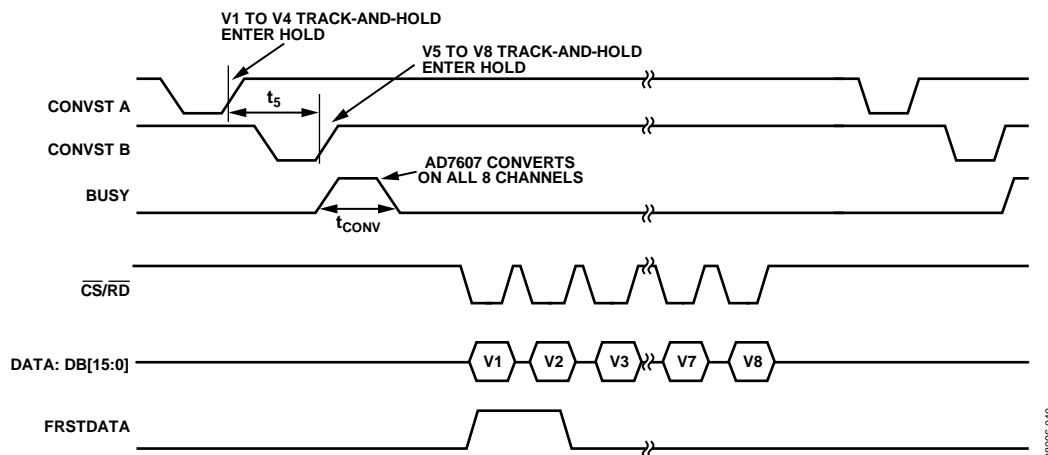 V1 TO V4 TRACK-AND-HOLD
ENTER HOLD
V5 TO V8 TRACK-AND-HOLD
ENTER HOLD
CONVST A
t5
CONVST B
AD7607 CONVERTS
ON ALL 8 CHANNELS
BUSY
tCONV
CS/RD
DATA: DB[15:0]
V1
V2
V3
V7
V8
FRSTDATA